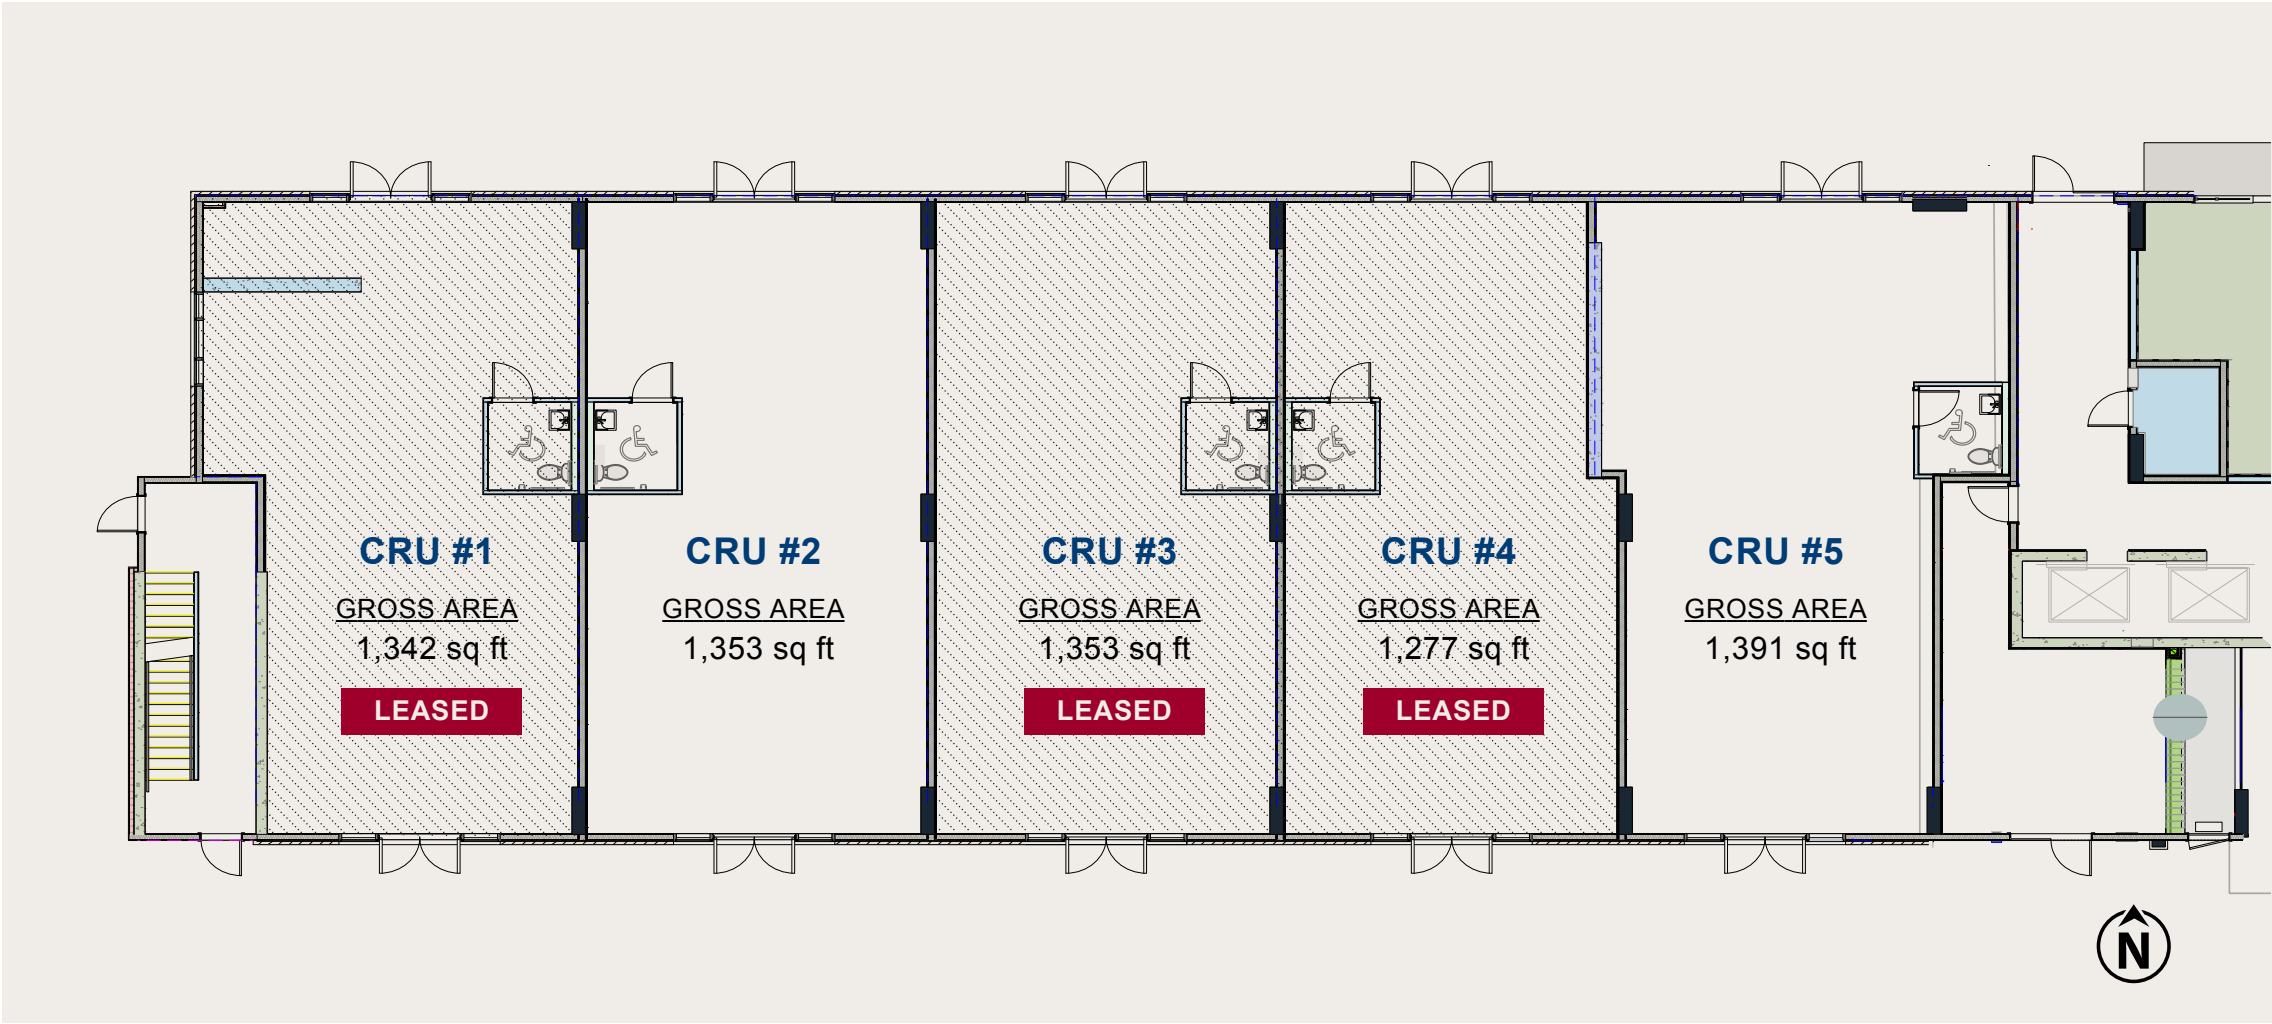 CRU #1
GROSS AREA
1,342 sq ft
LEASED
CRU #2
GROSS AREA
1,353 sq ft
CRU #3
GROSS AREA
1,353 sq ft
LEASED
CRU #4
GROSS AREA
1,277 sq ft
LEASED
CRU #5
GROSS AREA
1,391 sq ft
N